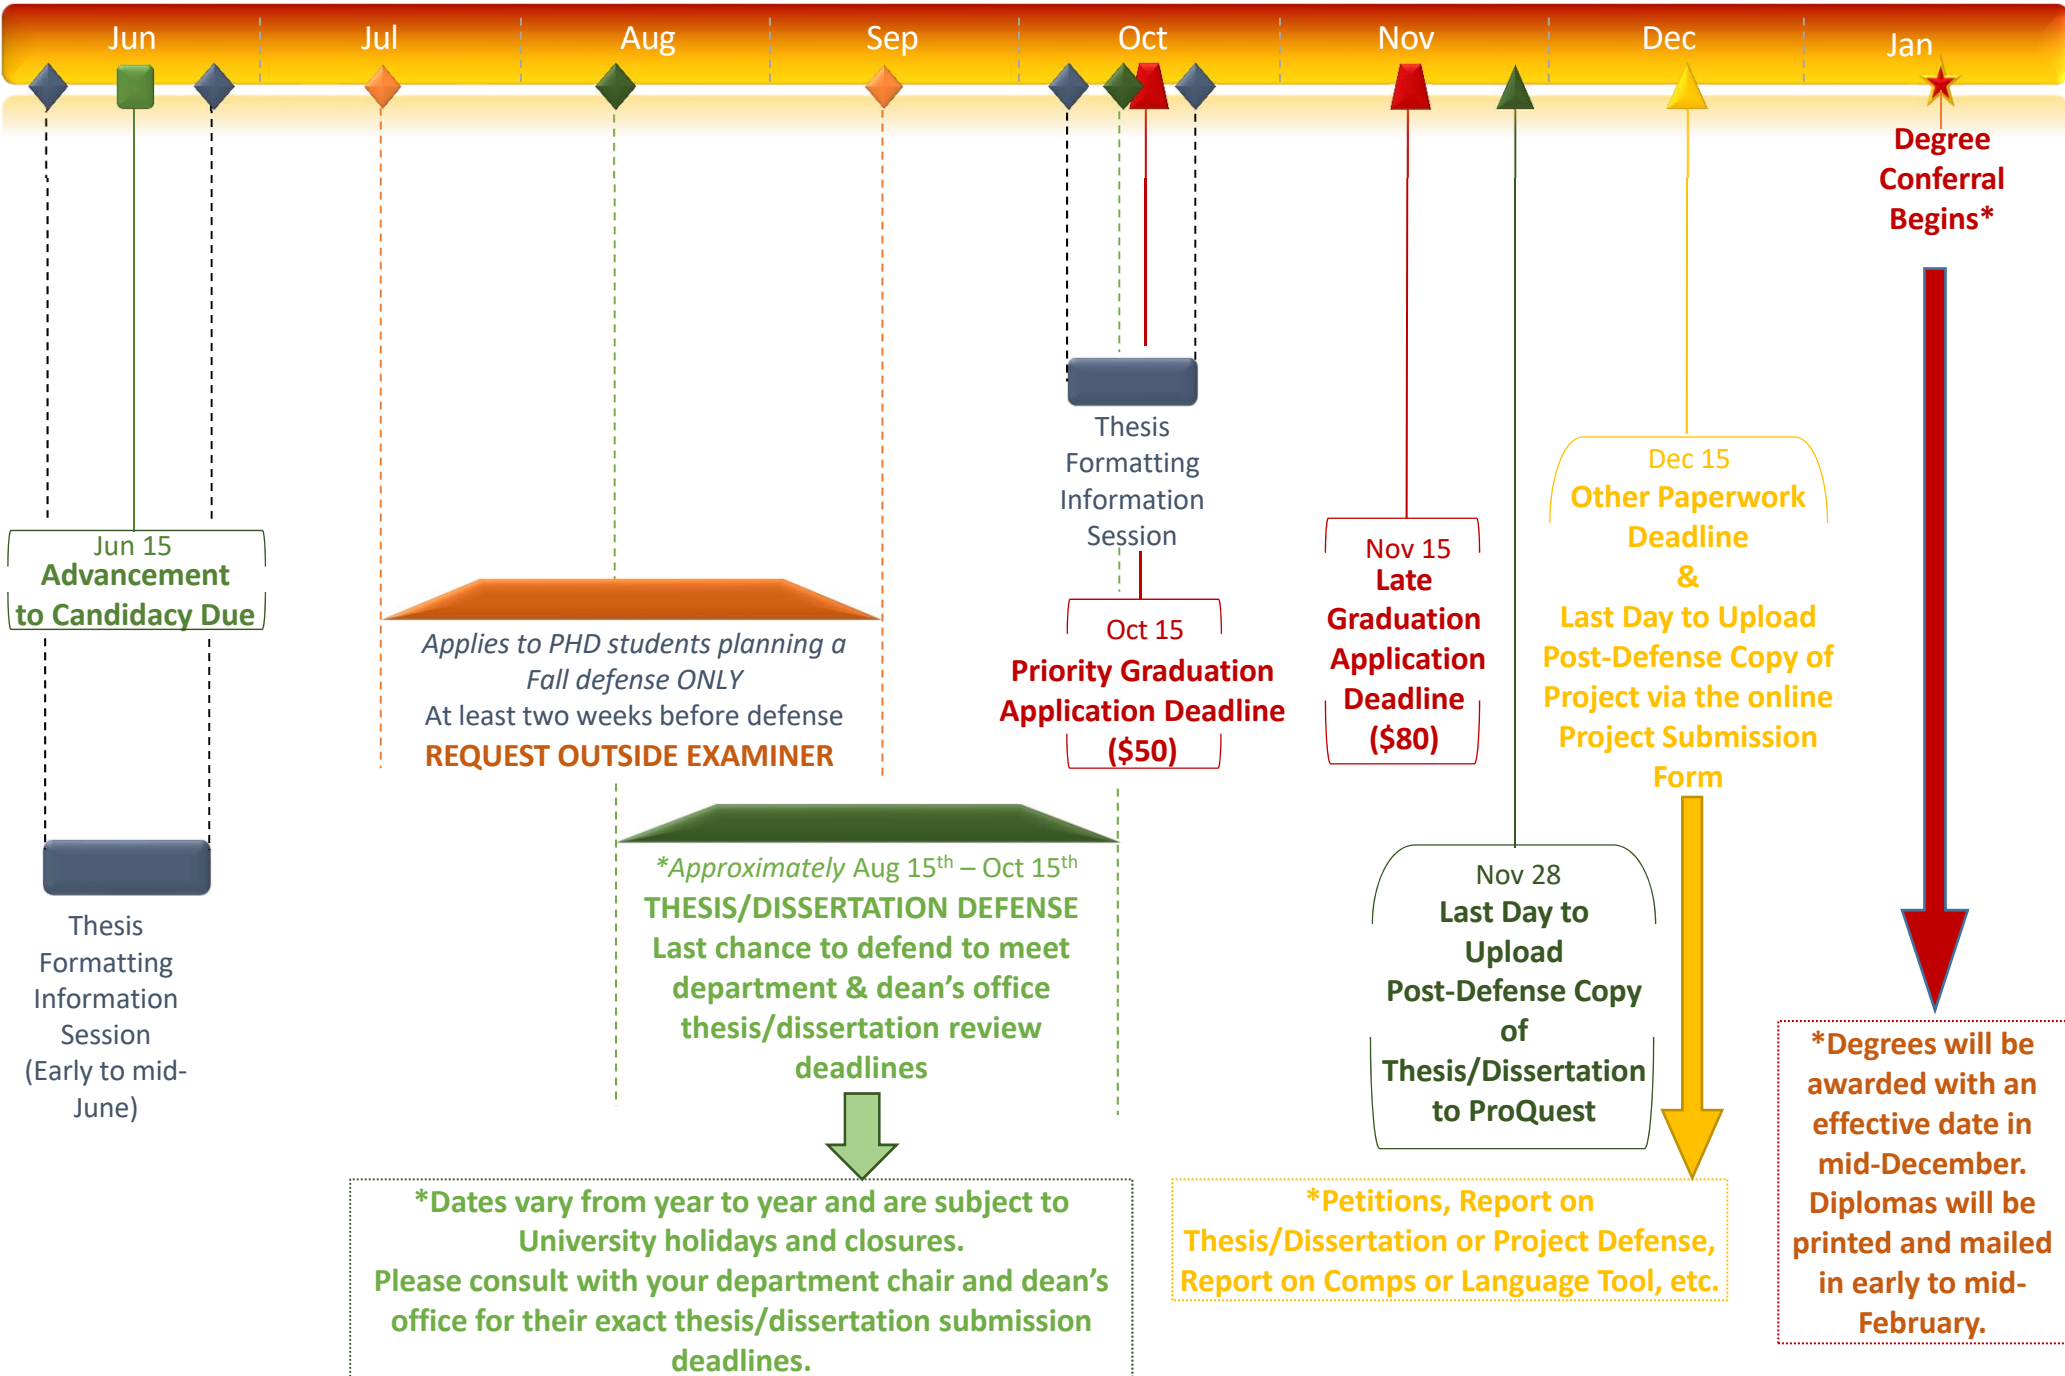 Jun
Jul
Aug
Sep
Oct
Nov
Dec
Jan
Degree
Conferral
Begins*
Thesis
Formatting
Information
Session
Jun 15
Advancement
to Candidacy Due
Applies to PHD students planning a
Fall defense ONLY
At least two weeks before defense
REQUEST OUTSIDE EXAMINER
Oct 15
Priority Graduation
Application Deadline
($50)
Nov 15
Late
Graduation
Application
Deadline
($80)
Dec 15
Other Paperwork
Deadline
&
Last Day to Upload
Post-Defense Copy of
Project via the online
Project Submission
Form
Thesis
Formatting
Information
Session
(Early to mid-
June)
*Approximately Aug 15th – Oct 15th
THESIS/DISSERTATION DEFENSE
Last chance to defend to meet
department & dean’s office
thesis/dissertation review
deadlines
Nov 28
Last Day to
Upload
Post-Defense Copy
of
Thesis/Dissertation
to ProQuest
*Dates vary from year to year and are subject to
University holidays and closures.
Please consult with your department chair and dean’s
office for their exact thesis/dissertation submission
deadlines.
*Petitions, Report on
Thesis/Dissertation or Project Defense,
Report on Comps or Language Tool, etc.
*Degrees will be
awarded with an
effective date in
mid-December.
Diplomas will be
printed and mailed
in early to mid-
February.